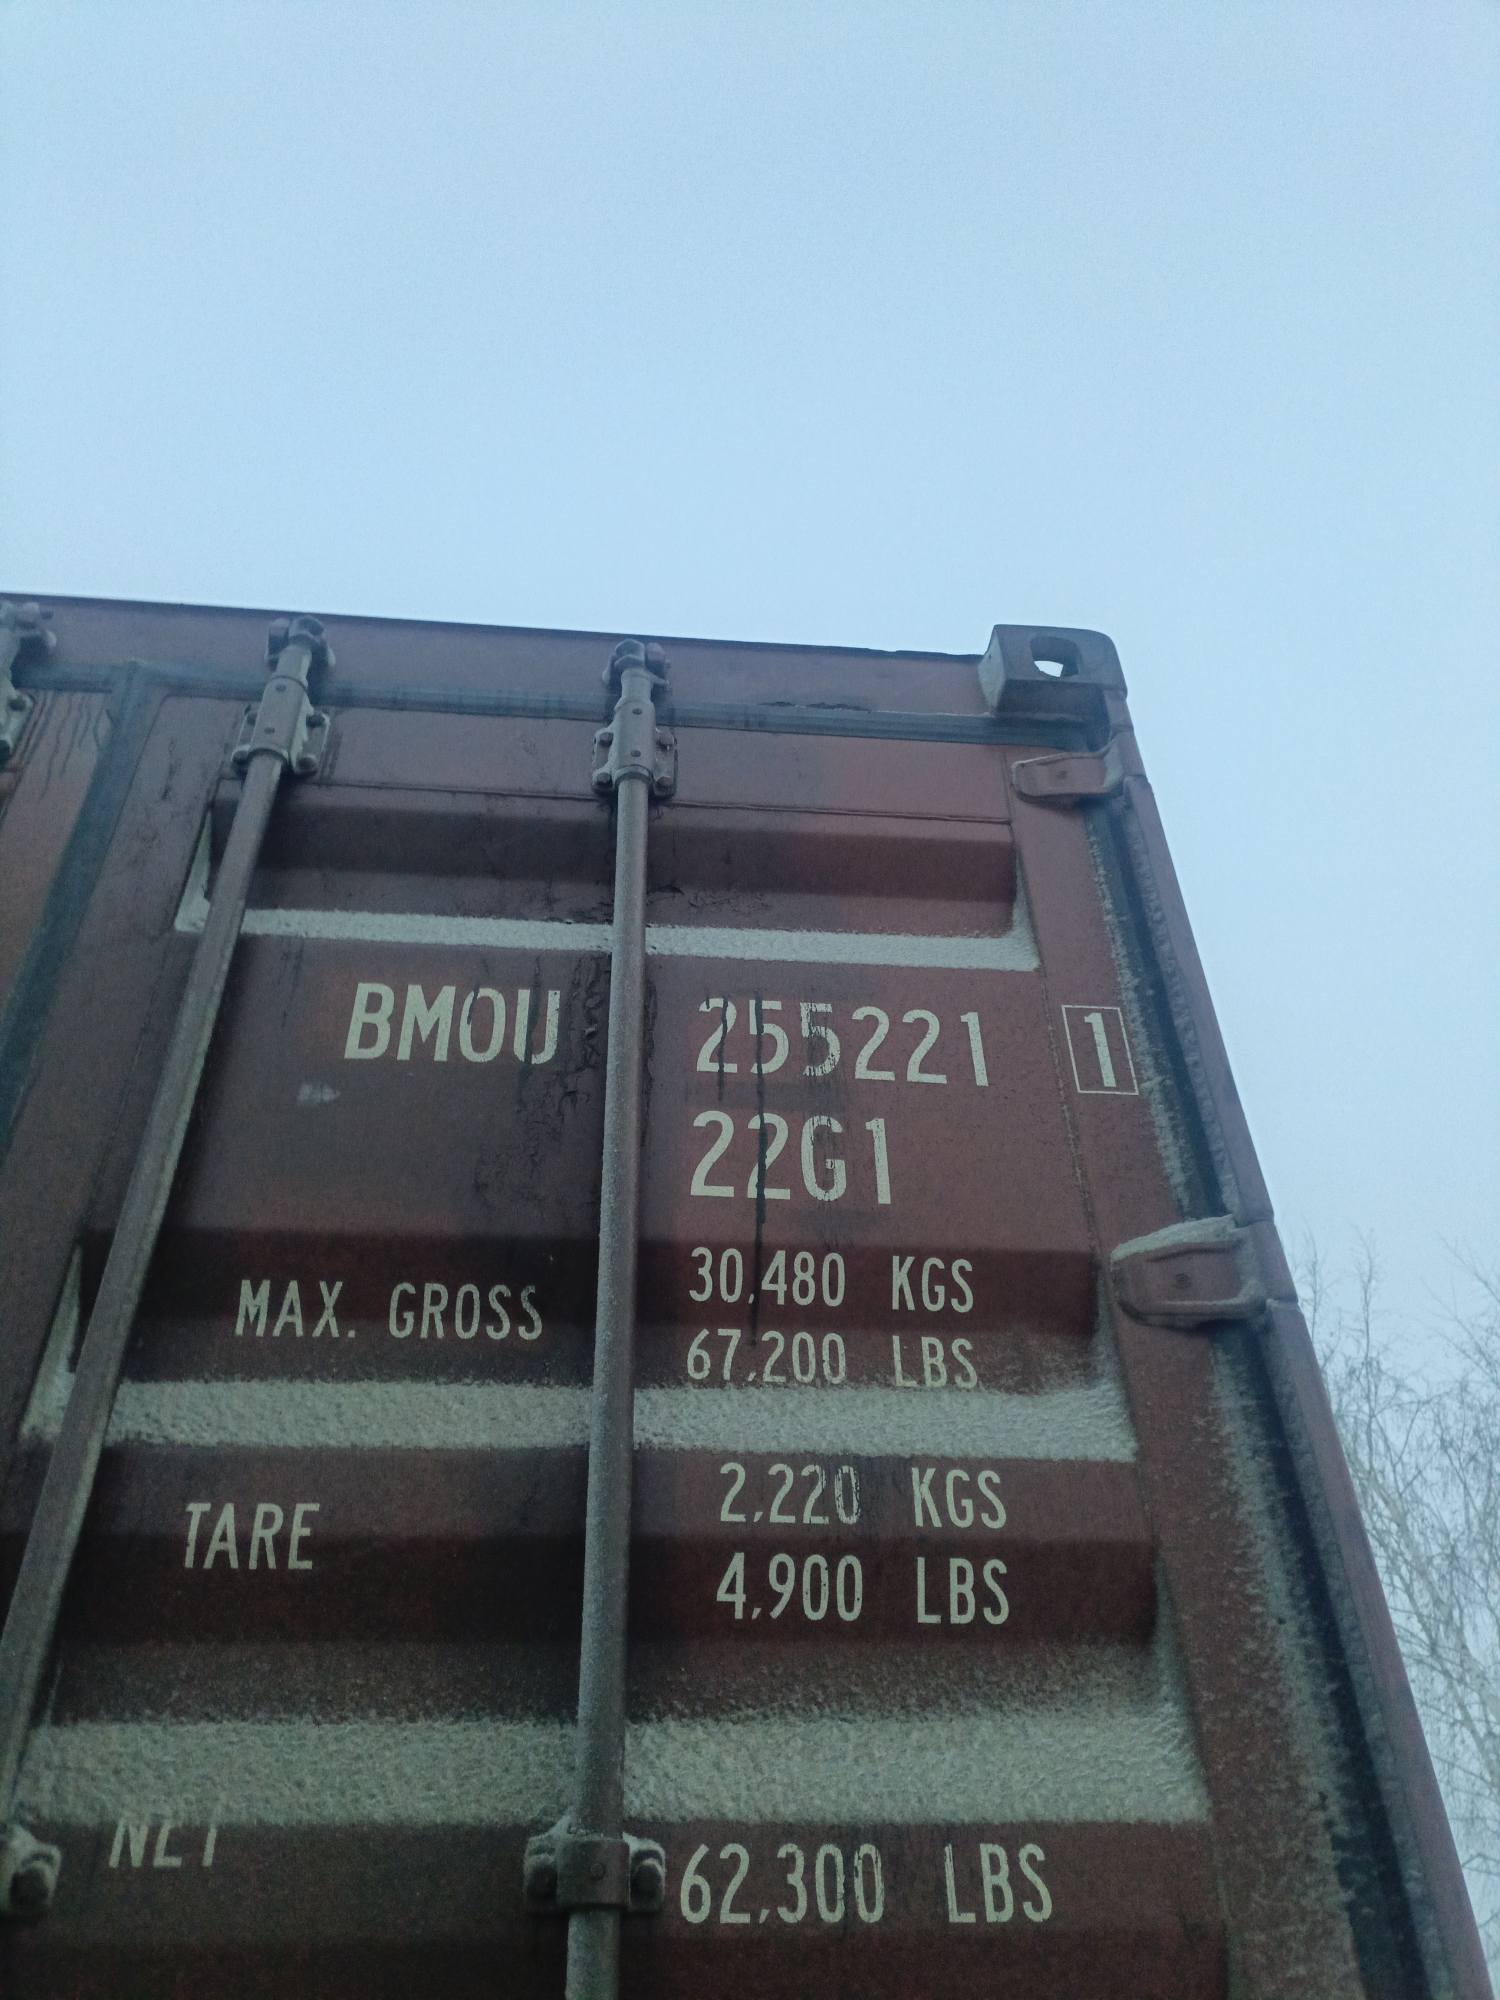 BMOU 255221 1
22G1
MAX. GROSS 30,480 KGS
67,200 LBS
TARE 2,220 KGS
4,900 LBS
NET 62,300 LBS